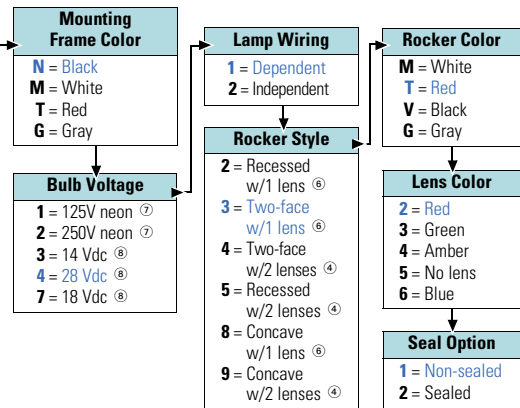 Mounting
Frame Color
N = Black
M = White
T = Red
G = Gray
Bulb Voltage
1 = 125V neon ⑦
2 = 250V neon ⑦
3 = 14 Vdc ⑧
4 = 28 Vdc ⑧
7 = 18 Vdc ⑧
Lamp Wiring
1 = Dependent
2 = Independent
Rocker Style
2 = Recessed
w/1 lens ⑥
3 = Two-face
w/1 lens ⑥
4 = Two-face
w/2 lenses ④
5 = Recessed
w/2 lenses ④
8 = Concave
w/1 lens ⑥
9 = Concave
w/2 lenses ④
Rocker Color
M = White
T = Red
V = Black
G = Gray
Lens Color
2 = Red
3 = Green
4 = Amber
5 = No lens
6 = Blue
Seal Option
1 = Non-sealed
2 = Sealed